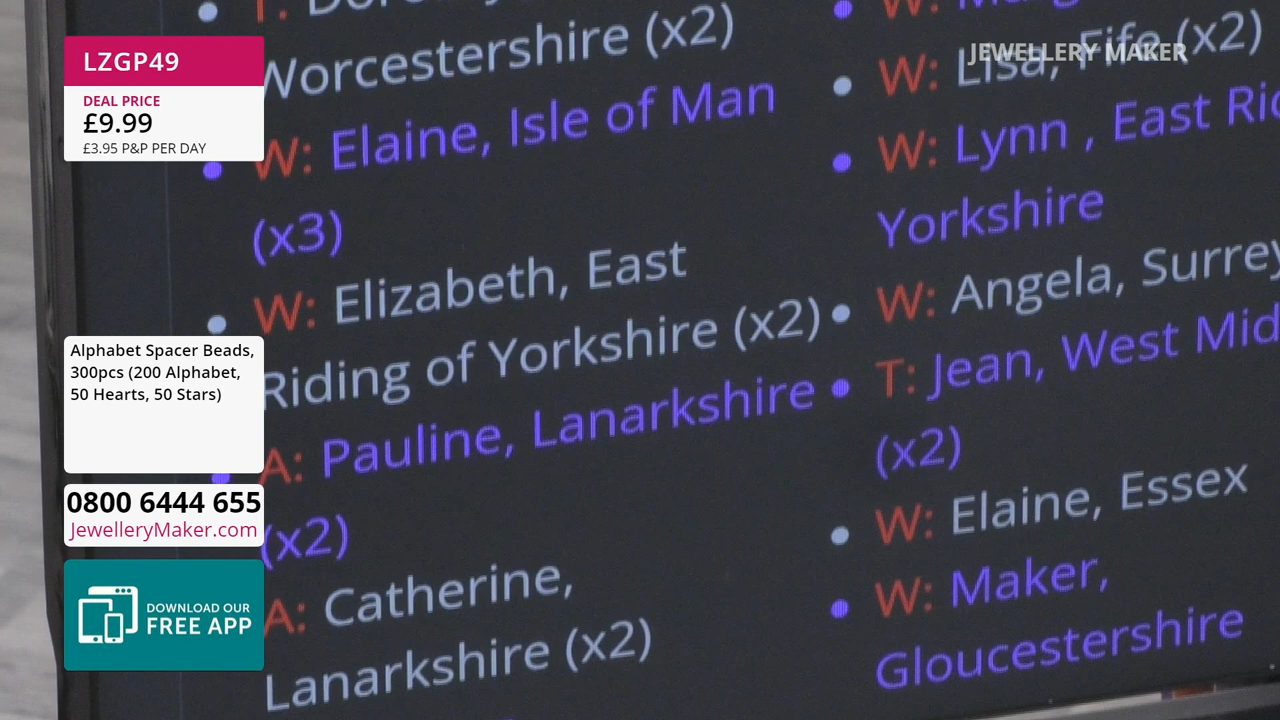 LZGP49
DEAL PRICE
£9.99
£3.95 P&P PER DAY
Alphabet Spacer Beads,
300pcs (200 Alphabet,
50 Hearts, 50 Stars)
0800 6444 655
JewelleryMaker.com
DOWNLOAD OUR
FREE APP
JEWELLERY MAKER
T:
Worcestershire (x2)
W: Elaine, Isle of Man
(x3)
W: Elizabeth, East
Riding of Yorkshire (x2)
A: Pauline, Lanarkshire
(x2)
A: Catherine,
Lanarkshire (x2)
W:
W: Lisa, Fife (x2)
W: Lynn , East
Yorkshire
W: Angela, Surrey
T: Jean, West
(x2)
W: Elaine, Essex
W: Maker,
Gloucestershire